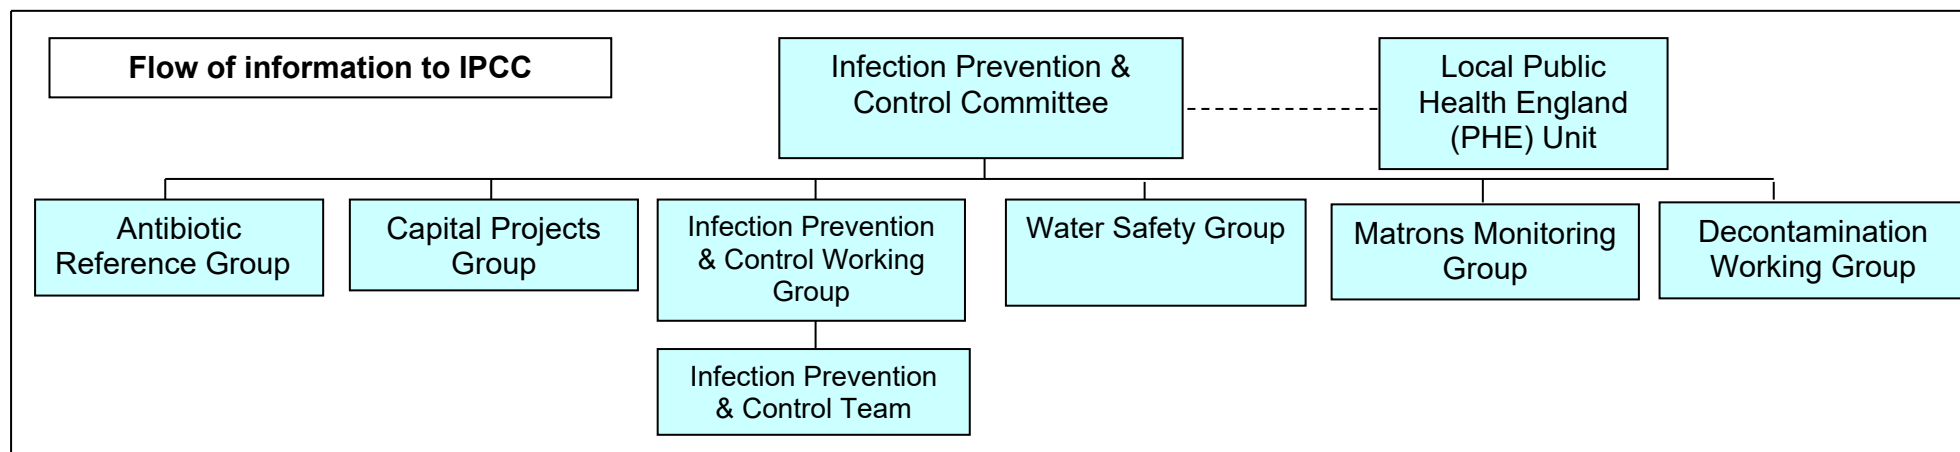 Flow of information to IPCC
Infection Prevention &
Control Committee
Local Public
Health England
(PHE) Unit
Antibiotic
Reference Group
Capital Projects
Group
Infection Prevention
& Control Working
Group
Water Safety Group
Matrons Monitoring
Group
Decontamination
Working Group
Infection Prevention
& Control Team